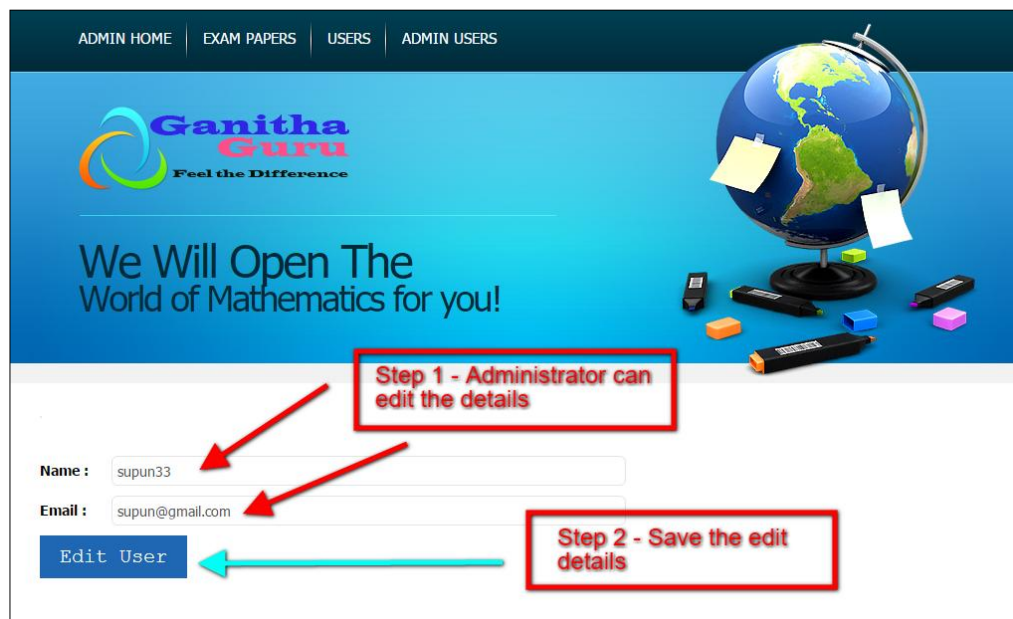 ADMIN HOME EXAM PAPERS USERS ADMIN USERS
Ganitha
Guru
Feel the Difference
We Will Open The
World of Mathematics for you!
Step 1 - Administrator can
edit the details
Name : supun33
Email : supun@gmail.com
Step 2 - Save the edit
details
Edit User